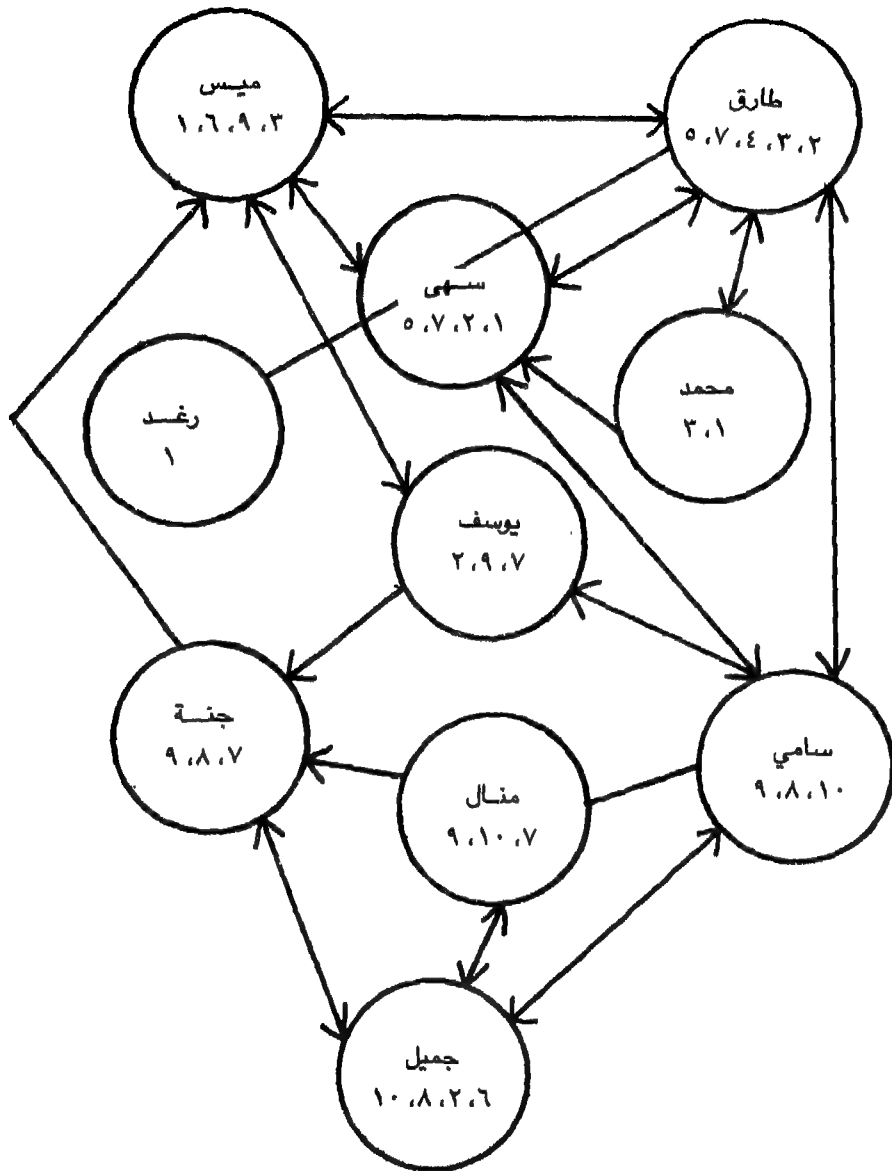 ميس
١،٦،٩،٣
طارق
٥،٧،٤،٣،٢
سهى
٥،٧،٢،١
محمد
٣،١
رغد
١
يوسف
٢،٩،٧
جنة
٩،٨،٧
منال
٩،١٠،٧
سامي
٩،٨،١٠
جميل
١٠،٨،٢،٦